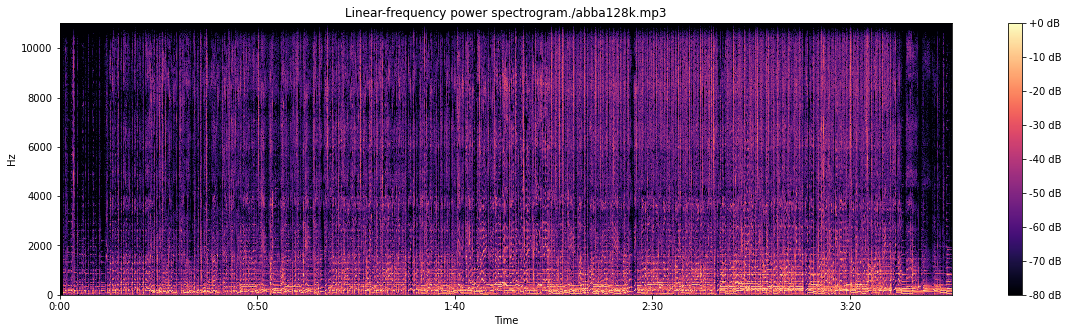 Linear-frequency power spectrogram./abba128k.mp3
10000
8000
6000
4000
2000
0
Hz
0:00
0:50
1:40
2:30
3:20
Time
+0 dB
-10 dB
-20 dB
-30 dB
-40 dB
-50 dB
-60 dB
-70 dB
-80 dB